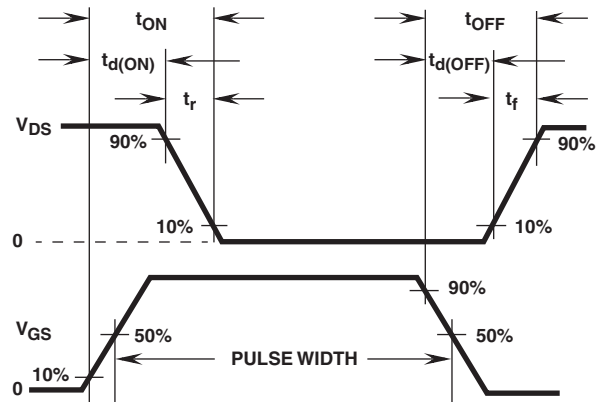 tON tOFF
td(ON) td(OFF)
tr tf
VDS
90% 90%
10% 10%
0
90%
VGS 50% 50%
PULSE WIDTH
10%
0